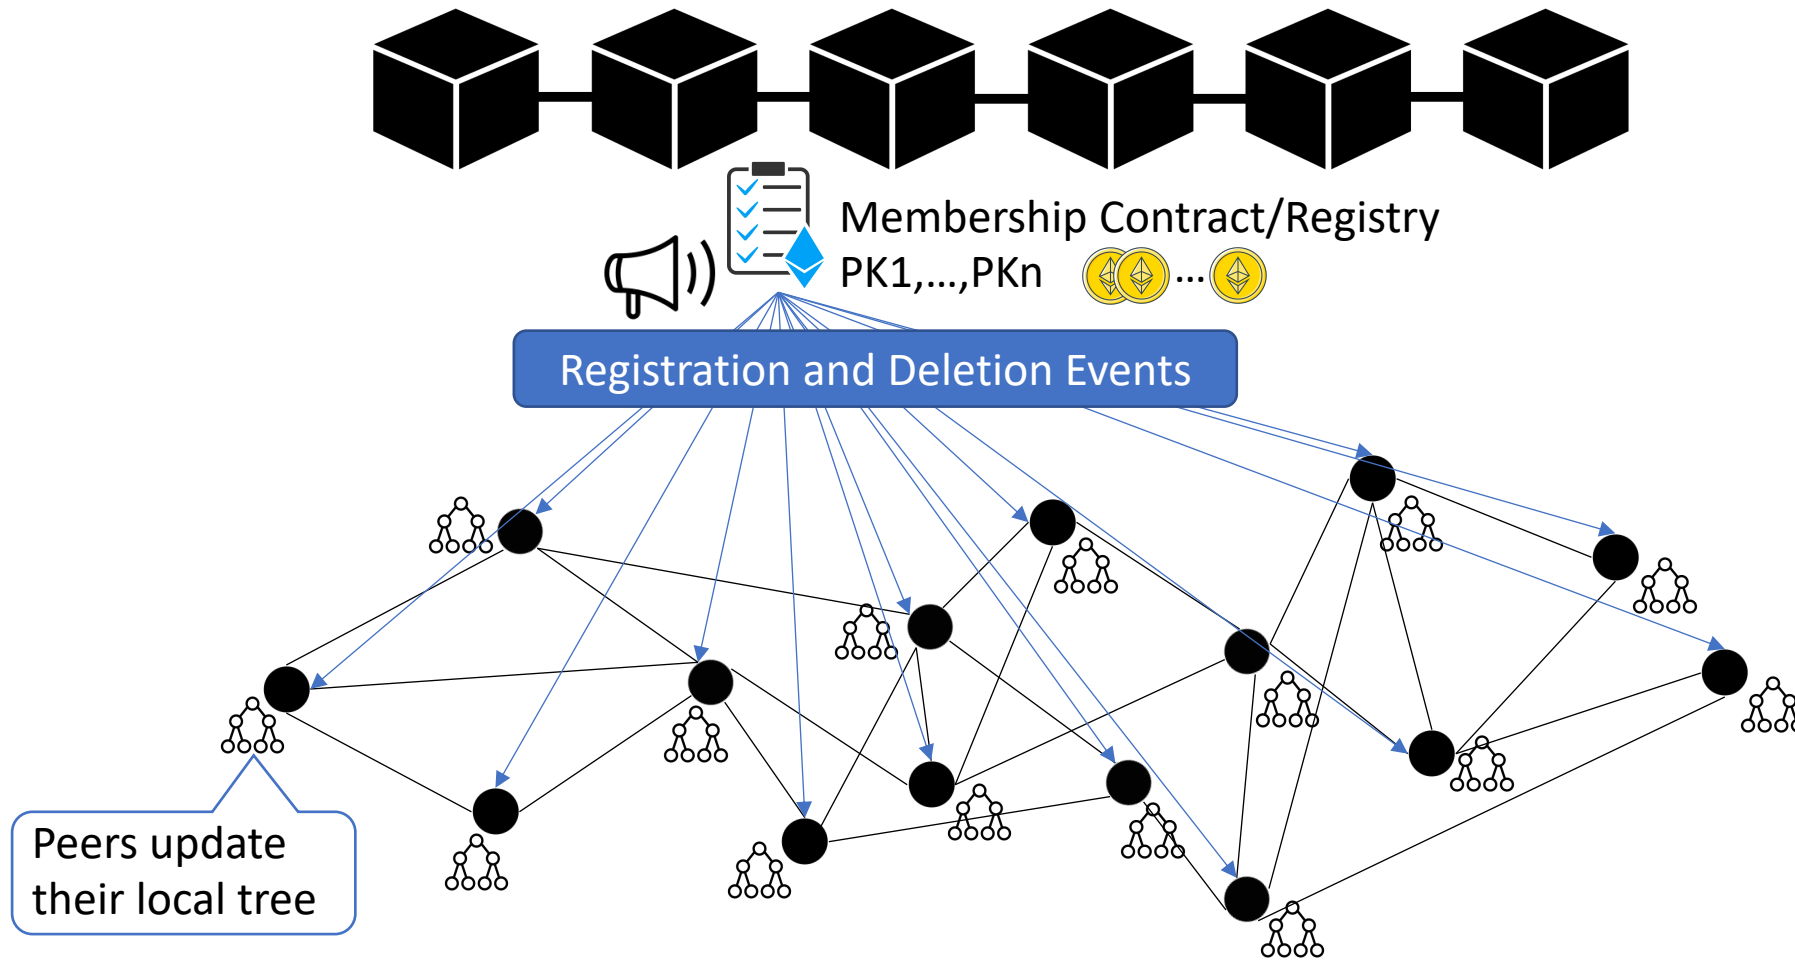 Membership Contract/Registry
PK1,...,PKn
...
Registration and Deletion Events
Peers update
their local tree